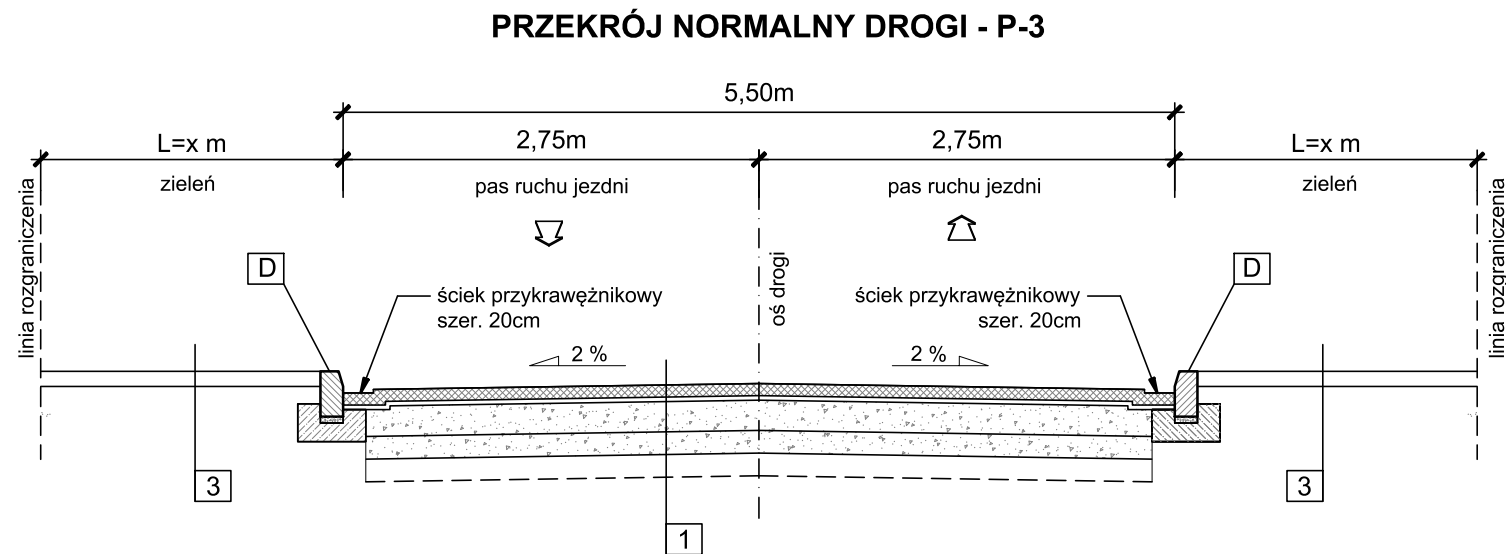 PRZEKRÓJ NORMALNY DROGI - P-3
5,50m
L=x m
2,75m
2,75m
L=x m
zieleń
pas ruchu jezdni
pas ruchu jezdni
zieleń
linia rozgraniczenia
D
ściek przykrawężnikowy
szer. 20cm
oś drogi
ściek przykrawężnikowy
szer. 20cm
D
linia rozgraniczenia
2 %
2 %
3
1
3